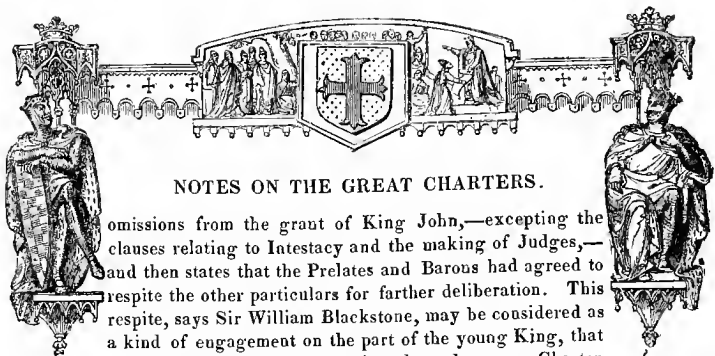 NOTES ON THE GREAT CHARTERS.
omissions from the grant of King John,—excepting the
clauses relating to Intestacy and the making of Judges,—
and then states that the Prelates and Barons had agreed to
respite the other particulars for farther deliberation. This
respite, says Sir William Blackstone, may be considered as
a kind of engagement on the part of the young King, that
Charter